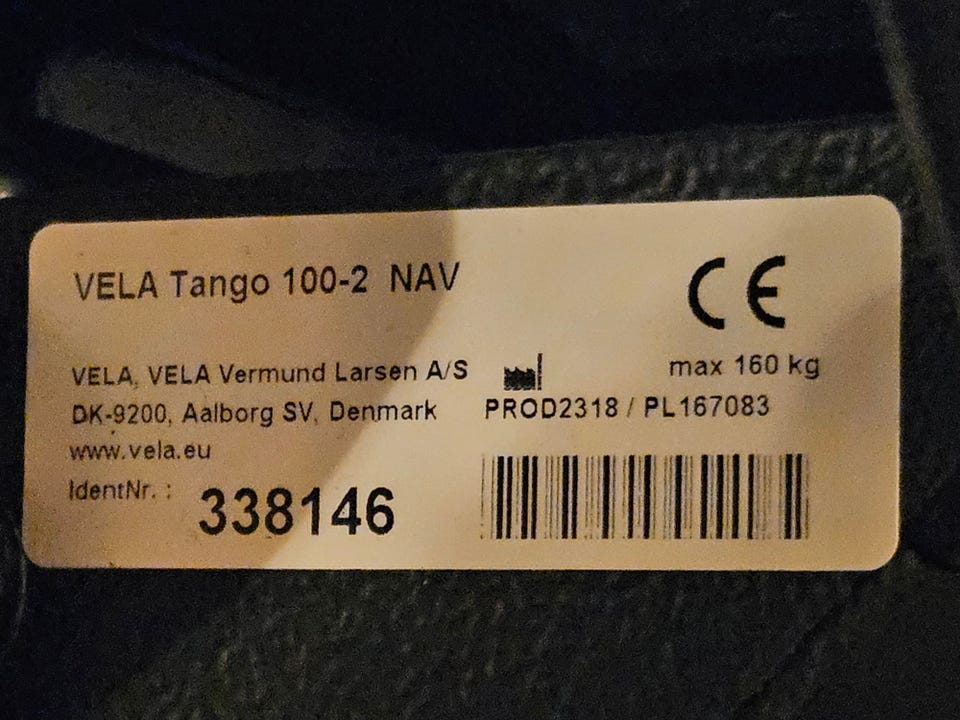 VELA Tango 100-2 NAV
CE
VELA, VELA Vermund Larsen A/S
max 160 kg
DK-9200, Aalborg SV, Denmark
PROD2318 / PL167083
www.vela.eu
IdentNr. : 338146